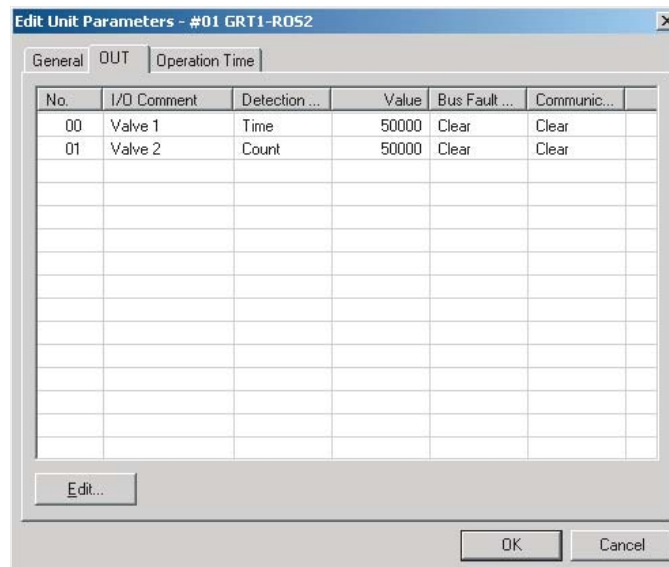 Edit Unit Parameters - #01 GRT1-ROS2
General OUT Operation Time
No. I/O Comment Detection ... Value Bus Fault ... Communic...
00 Valve 1 Time 50000 Clear Clear
01 Valve 2 Count 50000 Clear Clear
Edit...
OK Cancel